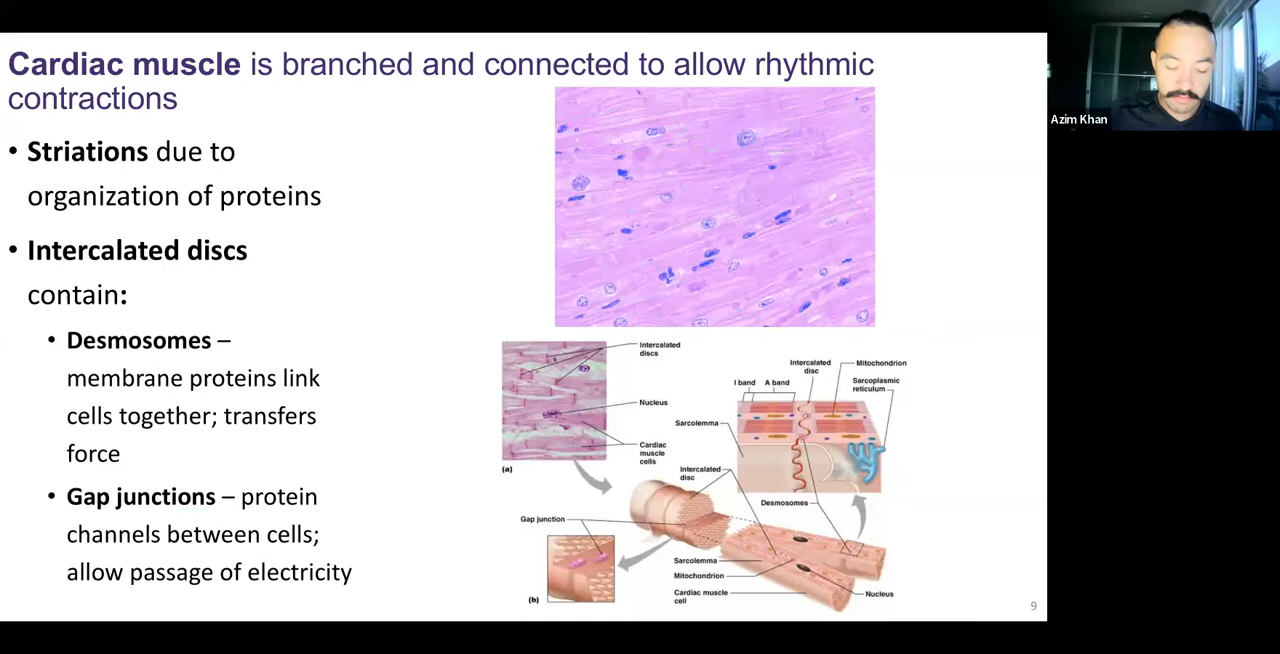 Cardiac muscle is branched and connected to allow rhythmic
contractions
• Striations due to
organization of proteins
• Intercalated discs
contain:
• Desmosomes –
membrane proteins link
cells together; transfers
force
• Gap junctions – protein
channels between cells;
allow passage of electricity
Intercalated
discs
Nucleus
Cardiac
muscle
cells
(a)
Intercalated
disc
Mitochondrion
I band
A band
Sarcoplasmic
reticulum
Sarcolemma
Intercalated
disc
Desmosomes
Gap junction
Sarcolemma
Mitochondrion
Cardiac muscle
cell
Nucleus
(b)
9
Azim Khan